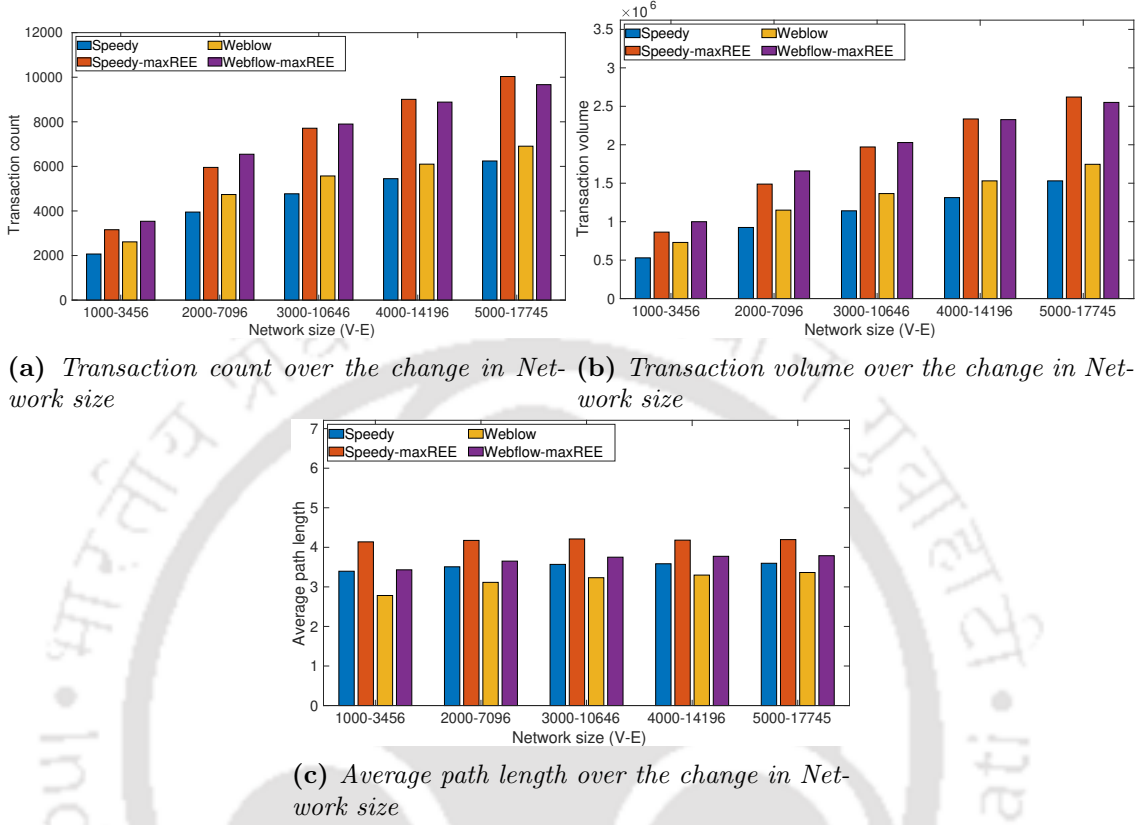 12000
10000
8000
6000
4000
2000
0
Transaction count
Speedy
Speedy-maxREE
Weblow
Webflow-maxREE
1000-3456 2000-7096 3000-10646 4000-14196 5000-17745
Network size (V-E)
×10^6
3.5
3
2.5
2
1.5
1
0.5
0
Transaction volume
Speedy
Speedy-maxREE
Weblow
Webflow-maxREE
1000-3456 2000-7096 3000-10646 4000-14196 5000-17745
Network size (V-E)
(a) Transaction count over the change in Net-
work size
(b) Transaction volume over the change in Net-
work size
7
6
5
4
3
2
1
0
Average path length
Speedy
Speedy-maxREE
Weblow
Webflow-maxREE
1000-3456 2000-7096 3000-10646 4000-14196 5000-17745
Network size (V-E)
(c) Average path length over the change in Net-
work size
भारतीय
गुवाहाटी
ati